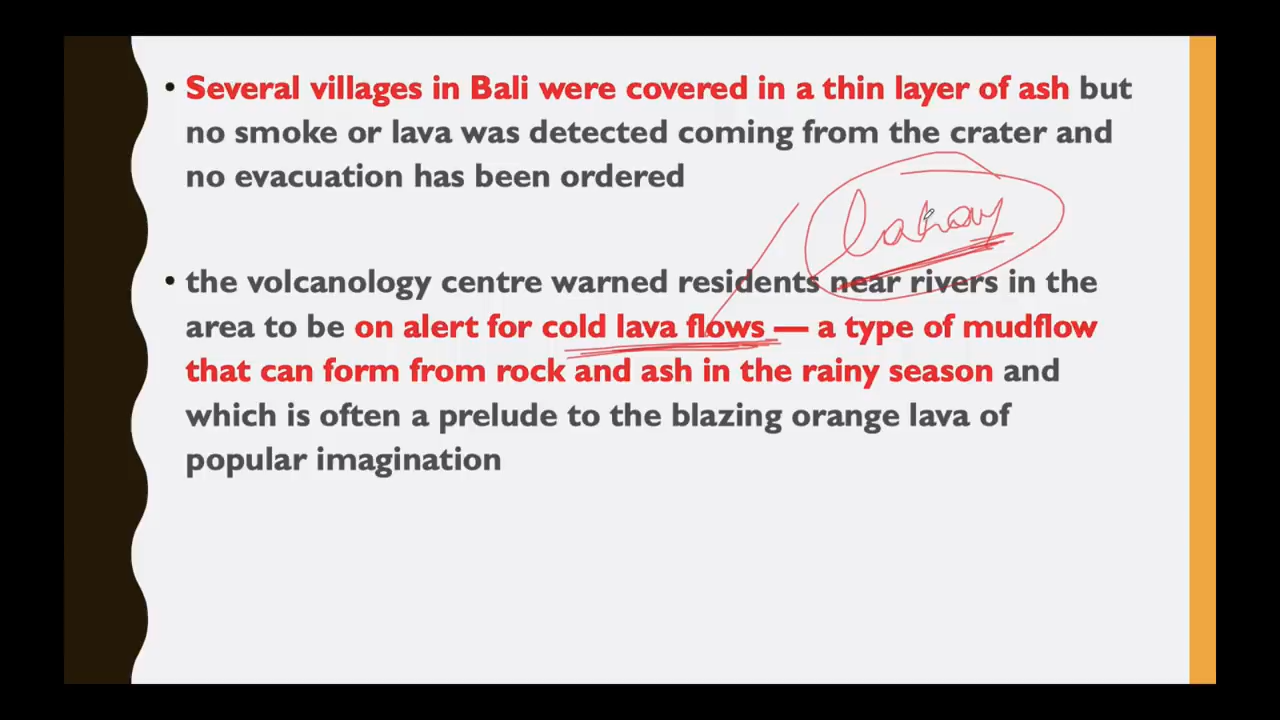 • Several villages in Bali were covered in a thin layer of ash but
no smoke or lava was detected coming from the crater and
no evacuation has been ordered
lahar
• the volcanology centre warned residents near rivers in the
area to be on alert for cold lava flows — a type of mudflow
that can form from rock and ash in the rainy season and
which is often a prelude to the blazing orange lava of
popular imagination